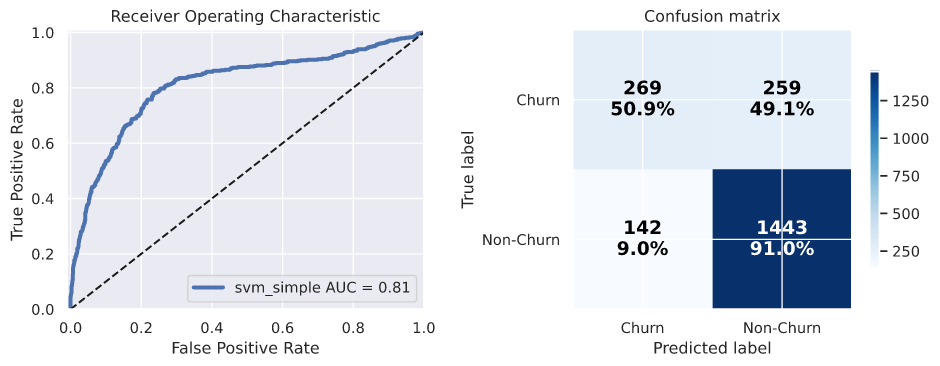 Receiver Operating Characteristic
1.0
0.8
0.6
0.4
0.2
0.0
True Positive Rate
svm_simple AUC = 0.81
0.0 0.2 0.4 0.6 0.8 1.0
False Positive Rate
Confusion matrix
True label
Churn
Non-Churn
269
50.9%
259
49.1%
142
9.0%
1443
91.0%
Churn Non-Churn
Predicted label
1250
1000
750
500
250